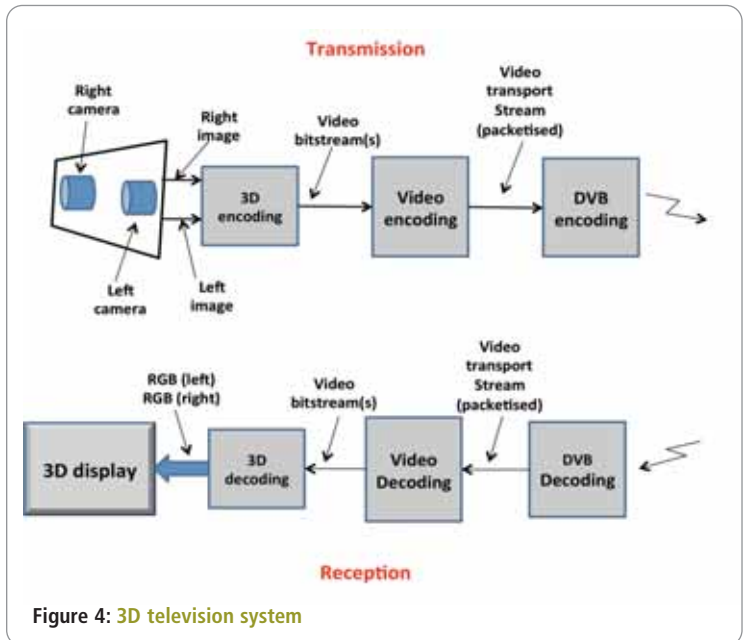 Transmission
Right
camera
Right
image
Video
bitstream(s)
Video
transport
Stream
(packetised)
3D
encoding
Video
encoding
DVB
encoding
Left
camera
Left
image
RGB (left)
RGB (right)
Video
bitstream(s)
Video
transport
Stream
(packetised)
3D display
3D
decoding
Video
Decoding
DVB
Decoding
Reception
Figure 4: 3D television system